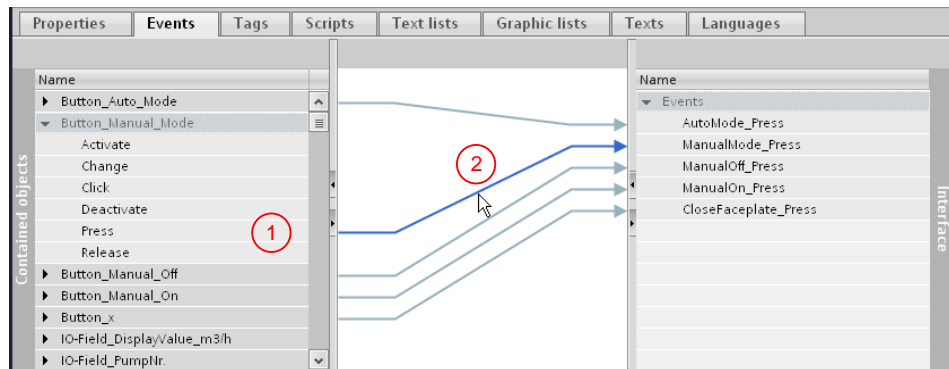 Properties
Events
Tags
Scripts
Text lists
Graphic lists
Texts
Languages
Contained objects
Name
Button_Auto_Mode
Button_Manual_Mode
Activate
Change
Click
Deactivate
Press
Release
Button_Manual_Off
Button_Manual_On
Button_x
IO-Field_DisplayValue_m3/h
IO-Field_PumpNr.
1
2
Name
Events
AutoMode_Press
ManualMode_Press
ManualOff_Press
ManualOn_Press
CloseFaceplate_Press
Interface